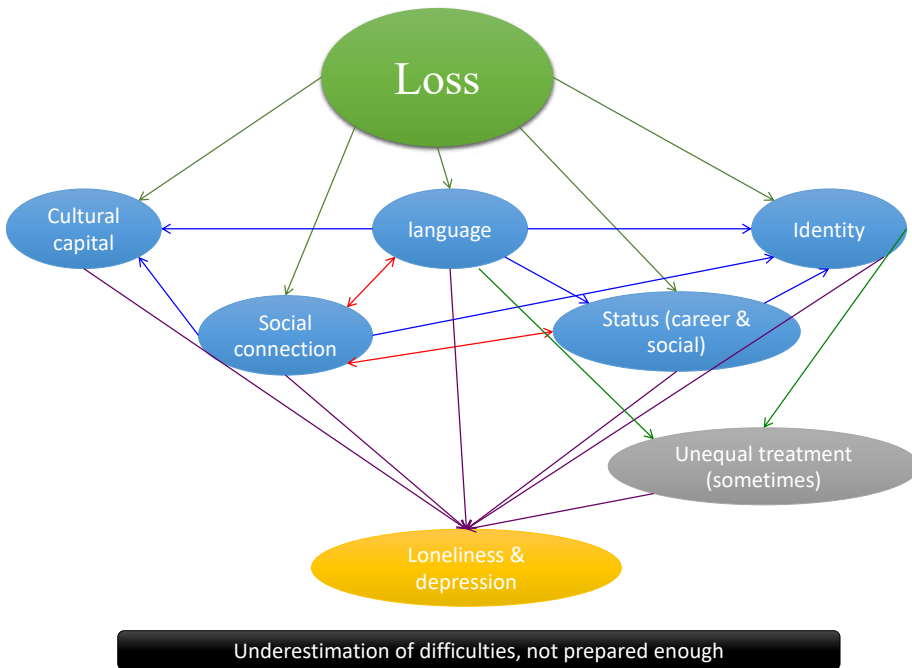 Loss
Cultural
capital
language
Identity
Social
connection
Status (career &
social)
Unequal treatment
(sometimes)
Loneliness &
depression
Underestimation of difficulties, not prepared enough